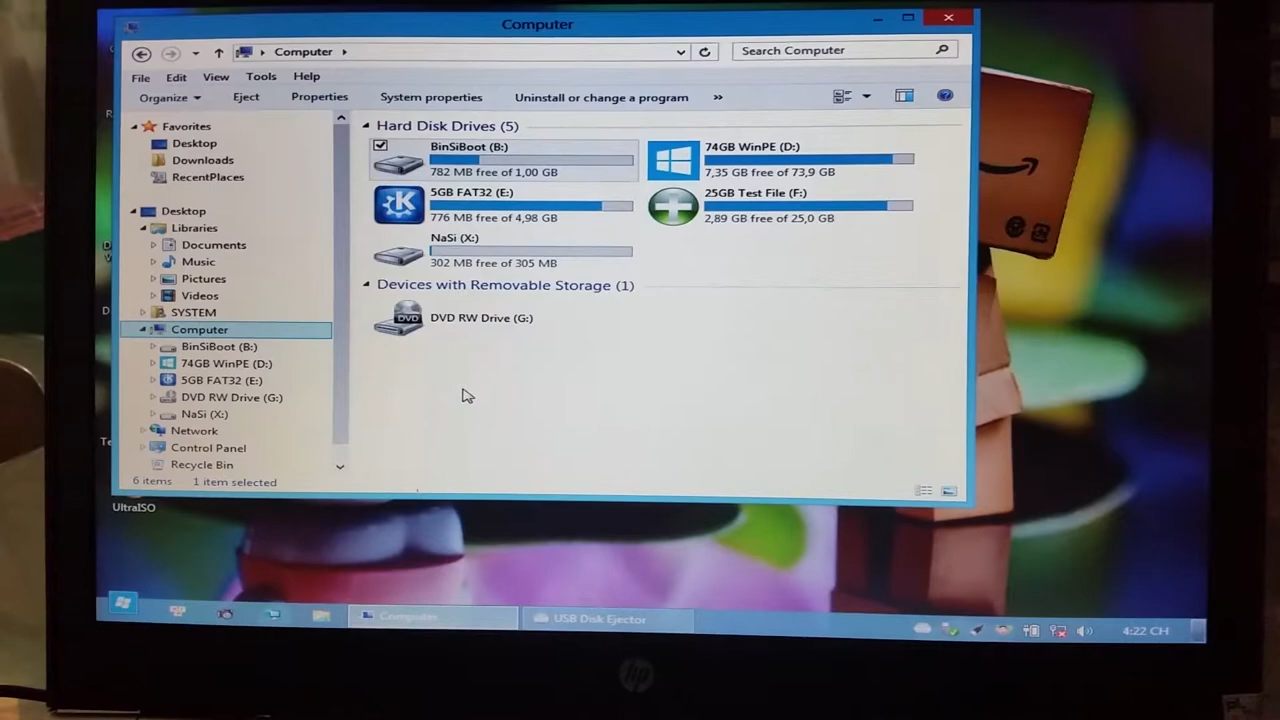 Computer
Computer
Search Computer
File Edit View Tools Help
Organize Eject Properties System properties Uninstall or change a program »
Favorites
Desktop
Downloads
RecentPlaces
Desktop
Libraries
Documents
Music
Pictures
Videos
SYSTEM
Computer
BinSiBoot (B:)
74GB WinPE (D:)
5GB FAT32 (E:)
DVD RW Drive (G:)
NaSi (X:)
Network
Control Panel
Recycle Bin
Hard Disk Drives (5)
BinSiBoot (B:)
782 MB free of 1,00 GB
74GB WinPE (D:)
7,35 GB free of 73,9 GB
5GB FAT32 (E:)
776 MB free of 4,98 GB
25GB Test File (F:)
2,89 GB free of 25,0 GB
NaSi (X:)
302 MB free of 305 MB
Devices with Removable Storage (1)
DVD
DVD RW Drive (G:)
6 items 1 item selected
UltraISO
Computer
USB Disk Ejector
4:22 CH
hp